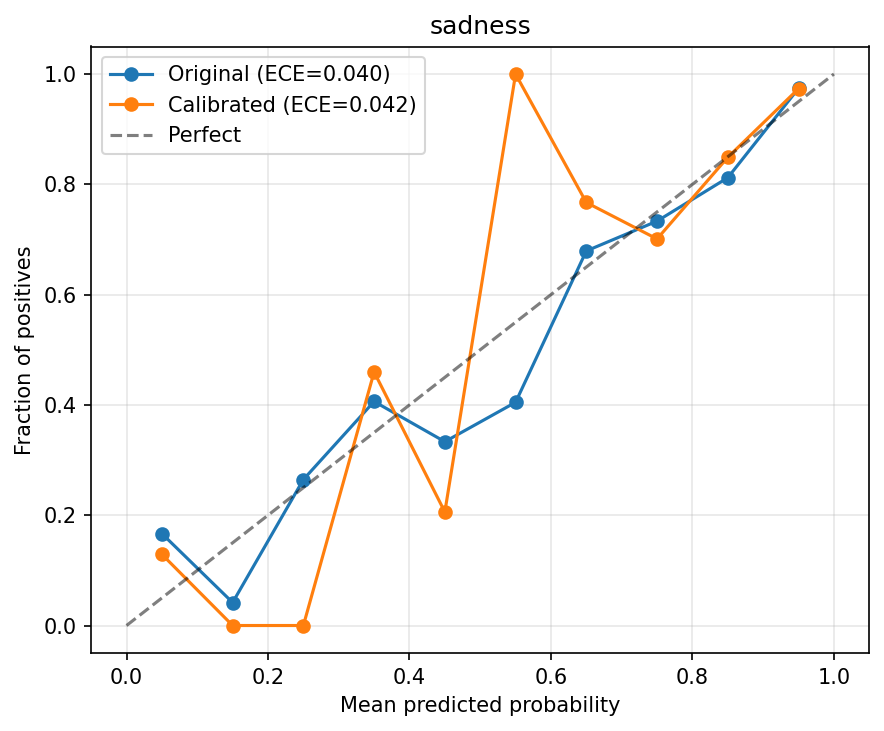 sadness
Original (ECE=0.040)
Calibrated (ECE=0.042)
Perfect
Fraction of positives
1.0
0.8
0.6
0.4
0.2
0.0
0.0 0.2 0.4 0.6 0.8 1.0
Mean predicted probability